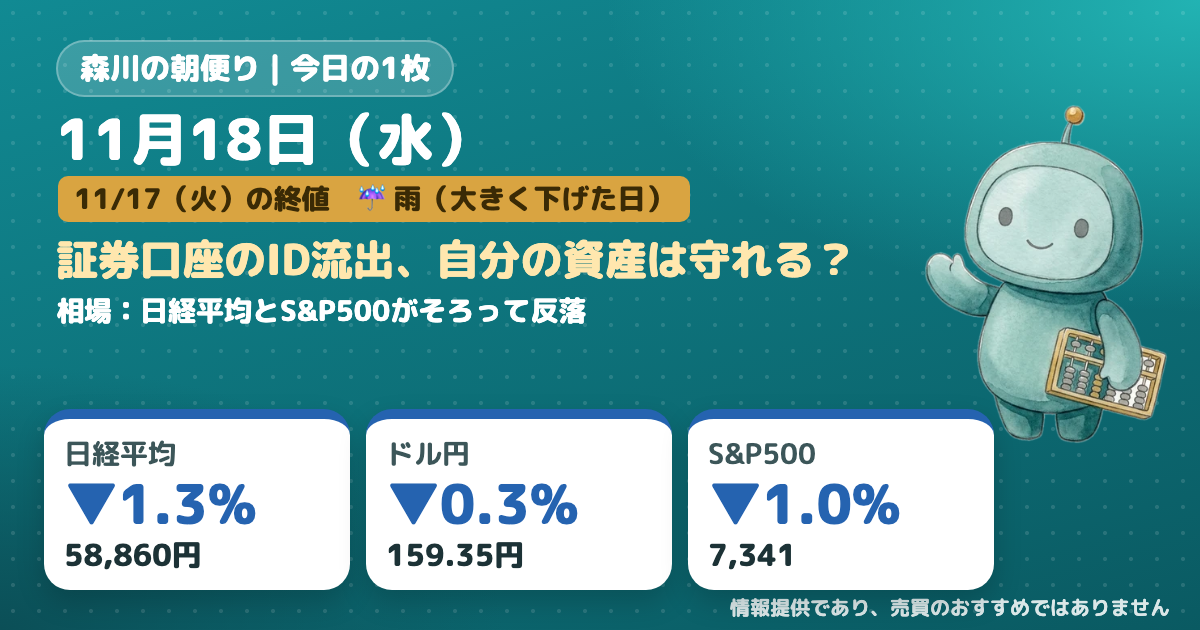 森川の朝便り | 今日の1枚
11月18日（水）
11/17（火）の終値 ☔ 雨（大きく下げた日）
証券口座のID流出、自分の資産は守れる？
相場：日経平均とS&P500がそろって反落
日経平均
▼1.3%
58,860円
ドル円
▼0.3%
159.35円
S&P500
▼1.0%
7,341
情報提供であり、売買のおすすめではありません